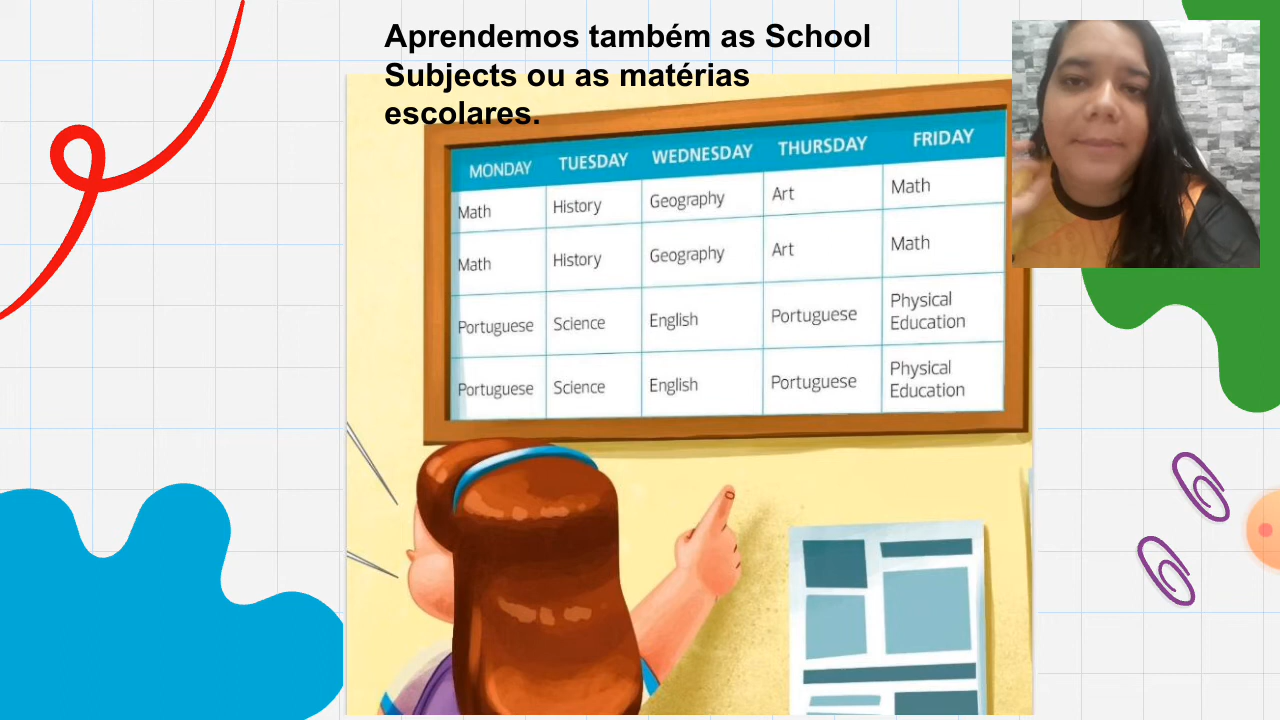 Aprendemos também as School
Subjects ou as matérias
escolares.
MONDAY TUESDAY WEDNESDAY THURSDAY FRIDAY
Math History Geography Art Math
Math History Geography Art Math
Portuguese Science English Portuguese Physical Education
Portuguese Science English Portuguese Physical Education